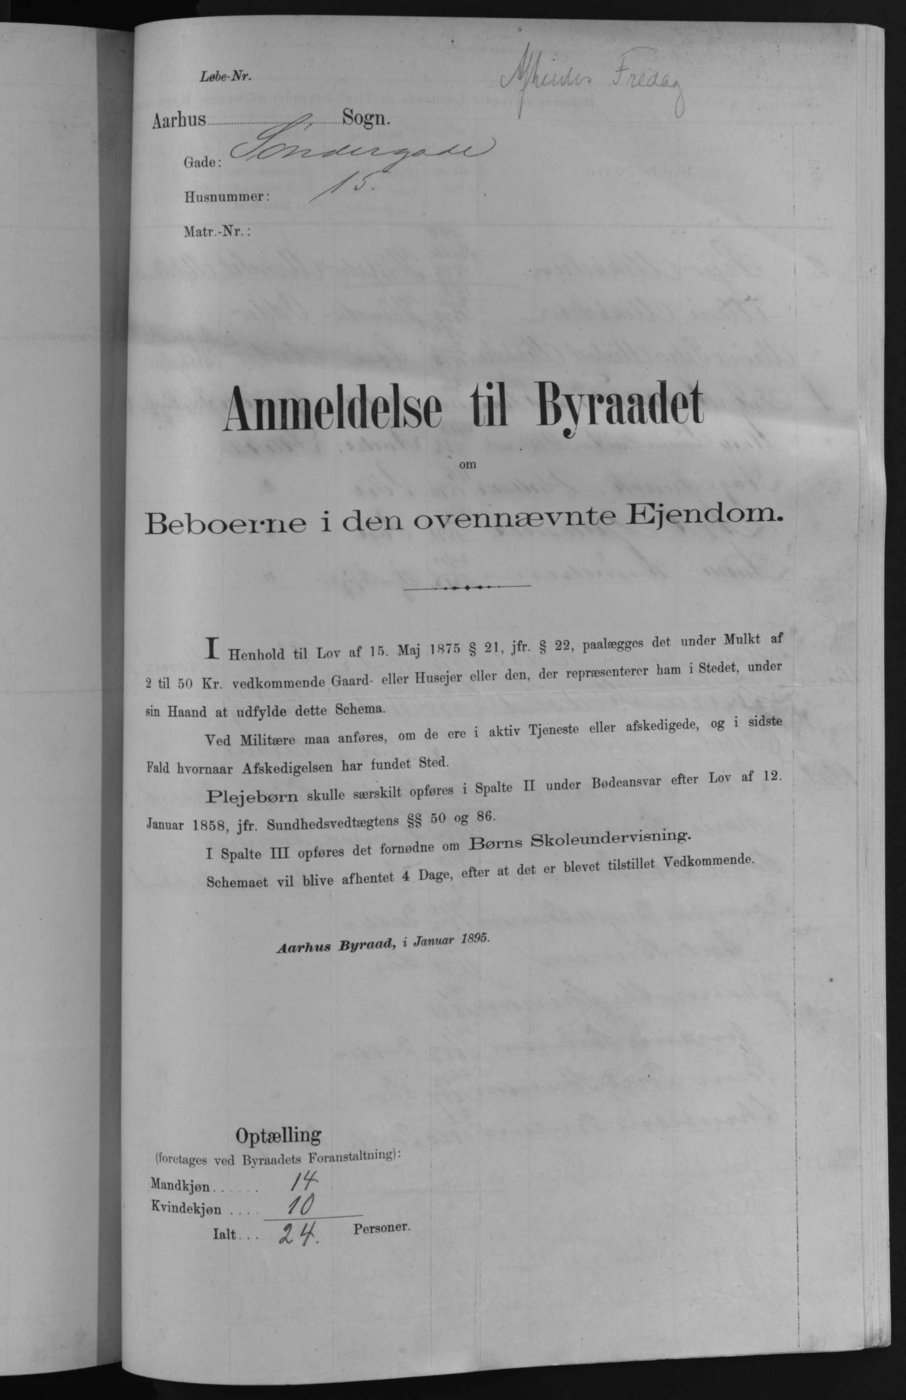 Løbe-Nr.
Afhentes Fredag
Aarhus Sogn.
Gade: Søndergade
Husnummer: 15.
Matr.-Nr.:
Anmeldelse til Byraadet
om
Beboerne i den ovennævnte Ejendom.
I Henhold til Lov af 15. Maj 1875 § 21, jfr. § 22, paalægges det under Mulkt af
2 til 50 Kr. vedkommende Gaard- eller Husejer eller den, der repræsenterer ham i Stedet, under
sin Haand at udfylde dette Schema.
Ved Militære maa anføres, om de ere i aktiv Tjeneste eller afskedigede, og i sidste
Fald hvornaar Afskedigelsen har fundet Sted.
Plejebørn skulle særskilt opføres i Spalte II under Bødeansvar efter Lov af 12.
Januar 1858, jfr. Sundhedsvedtægtens §§ 50 og 86.
I Spalte III opføres det fornødne om Børns Skoleundervisning.
Schemaet vil blive afhentet 4 Dage, efter at det er blevet tilstillet Vedkommende.
Aarhus Byraad, i Januar 1895.
Optælling
(foretages ved Byraadets Foranstaltning):
Mandkjøn...... 14
Kvindekjøn .... 10
Ialt... 24. Personer.